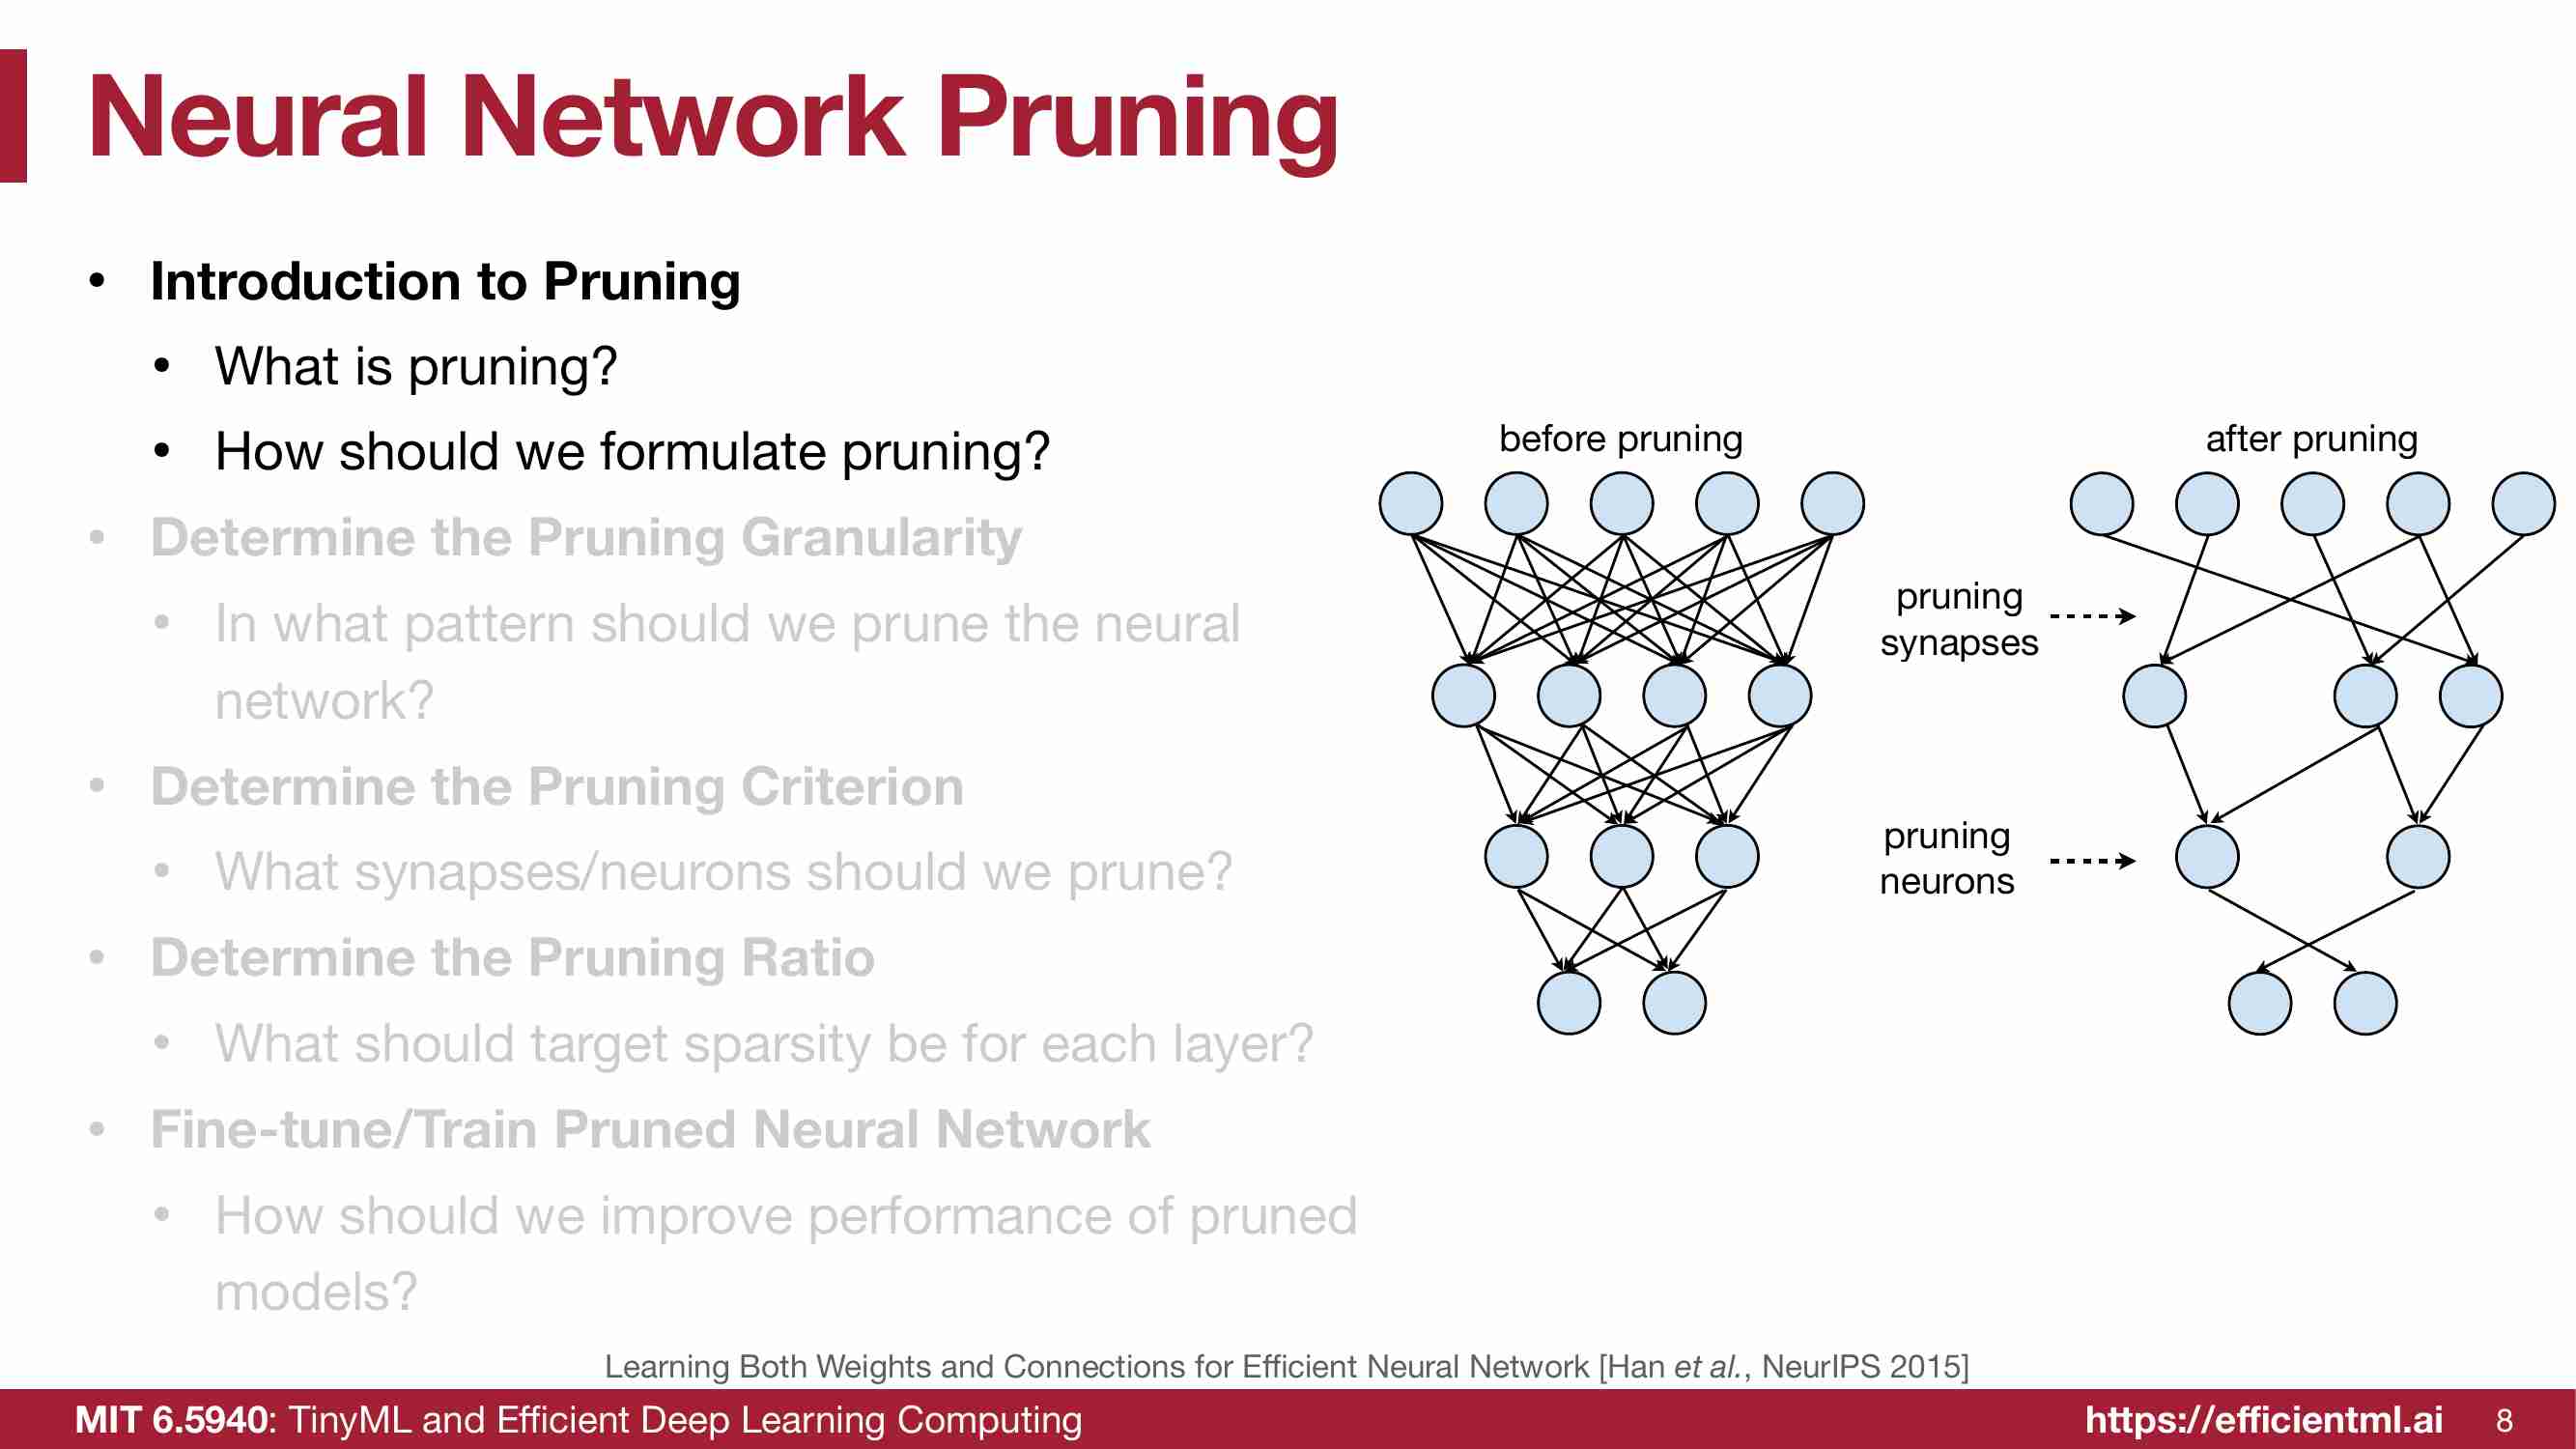 Neural Network Pruning
• Introduction to Pruning
• What is pruning?
• How should we formulate pruning?
• Determine the Pruning Granularity
• In what pattern should we prune the neural
network?
• Determine the Pruning Criterion
• What synapses/neurons should we prune?
• Determine the Pruning Ratio
• What should target sparsity be for each layer?
• Fine-tune/Train Pruned Neural Network
• How should we improve performance of pruned
models?
before pruning
after pruning
pruning
synapses
pruning
neurons
Learning Both Weights and Connections for Efficient Neural Network [Han et al., NeurIPS 2015]
MIT 6.5940: TinyML and Efficient Deep Learning Computing
https://efficientml.ai
8